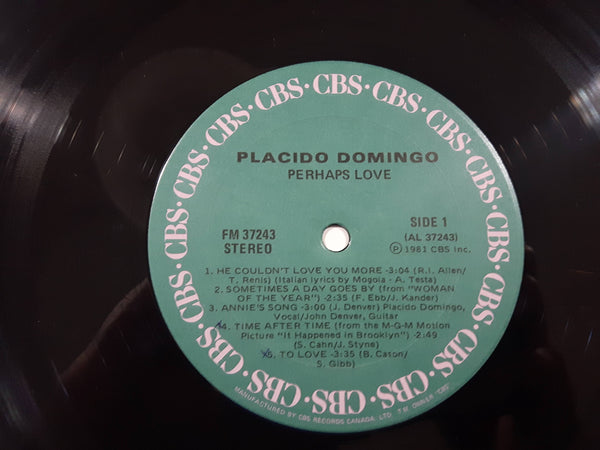 CBS·CBS·CBS·CBS·CBS·CBS·CBS·CBS·CBS·CBS·CBS·CBS·CBS·CBS·CBS·CBS·CBS·CBS·CBS·
PLACIDO DOMINGO
PERHAPS LOVE
FM 37243
STEREO
SIDE 1
(AL 37243)
Ⓟ 1981 CBS Inc.
1. HE COULDN'T LOVE YOU MORE -3:04 (R.I. Allen/
T. Renis) (Italian lyrics by Mogola - A. Testa)
2. SOMETIMES A DAY GOES BY (from "WOMAN
OF THE YEAR") -2:35 (F. Ebb/J. Kander)
3. ANNIE'S SONG -3:00 (J. Denver) Placido Domingo,
Vocal/John Denver, Guitar
4. TIME AFTER TIME (from the M-G-M Motion
Picture "It Happened in Brooklyn") -2:49
(S. Cahn/J. Styne)
5. TO LOVE -3:35 (B. Cason/
S. Gibb)
MANUFACTURED BY CBS RECORDS CANADA LTD. T.M. OWNER "CBS"